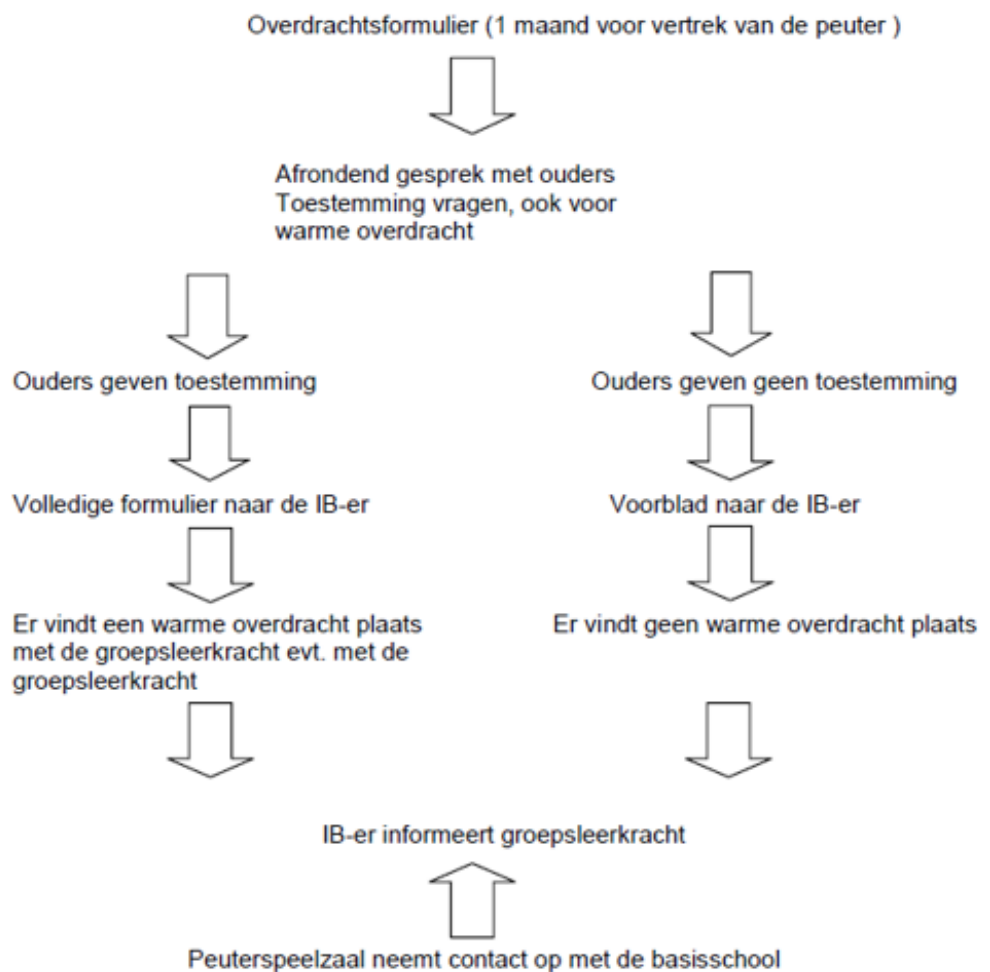 Overdrachtsformulier (1 maand voor vertrek van de peuter )
Afrondend gesprek met ouders
Toestemming vragen, ook voor
warme overdracht
Ouders geven toestemming
Ouders geven geen toestemming
Volledige formulier naar de IB-er
Voorblad naar de IB-er
Er vindt een warme overdracht plaats
met de groepsleerkracht evt. met de
groepsleerkracht
Er vindt geen warme overdracht plaats
IB-er informeert groepsleerkracht
Peuterspeelzaal neemt contact op met de basisschool